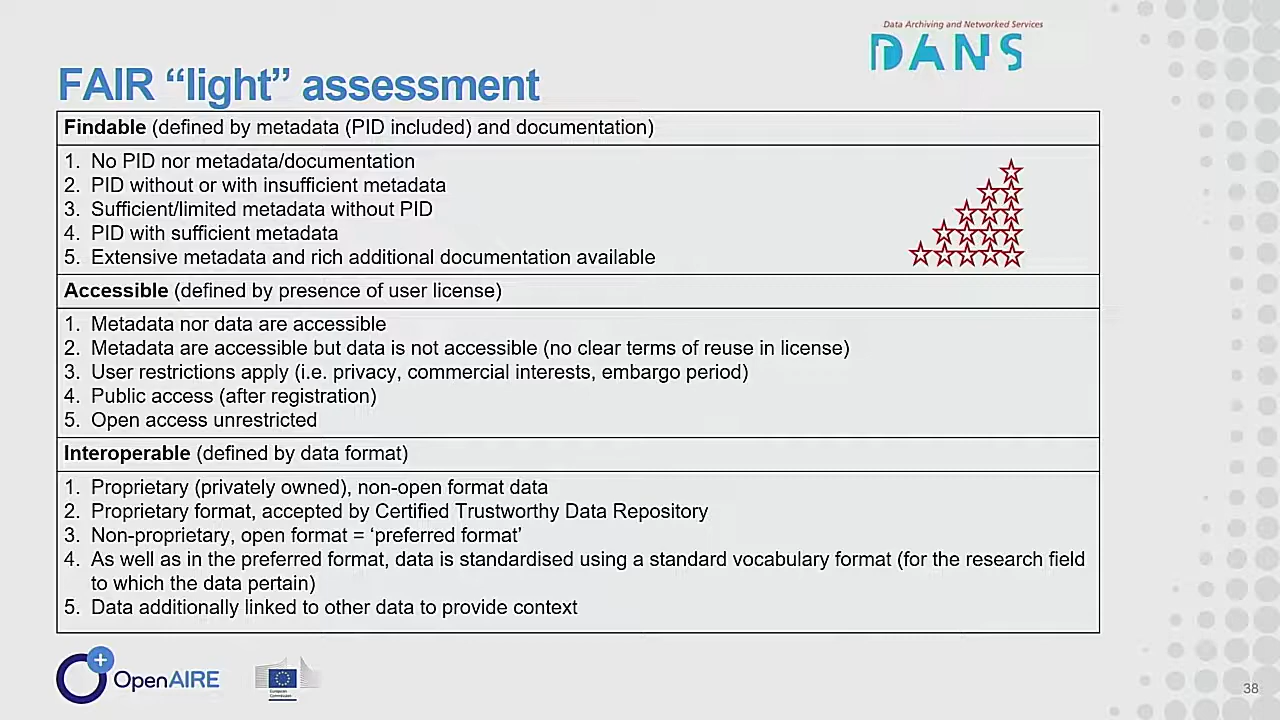 Data Archiving and Networked Services
DANS
FAIR “light” assessment
Findable (defined by metadata (PID included) and documentation)
1. No PID nor metadata/documentation
2. PID without or with insufficient metadata
3. Sufficient/limited metadata without PID
4. PID with sufficient metadata
5. Extensive metadata and rich additional documentation available
Accessible (defined by presence of user license)
1. Metadata nor data are accessible
2. Metadata are accessible but data is not accessible (no clear terms of reuse in license)
3. User restrictions apply (i.e. privacy, commercial interests, embargo period)
4. Public access (after registration)
5. Open access unrestricted
Interoperable (defined by data format)
1. Proprietary (privately owned), non-open format data
2. Proprietary format, accepted by Certified Trustworthy Data Repository
3. Non-proprietary, open format = ‘preferred format’
4. As well as in the preferred format, data is standardised using a standard vocabulary format (for the research field
to which the data pertain)
5. Data additionally linked to other data to provide context
OpenAIRE
European
Commission
38